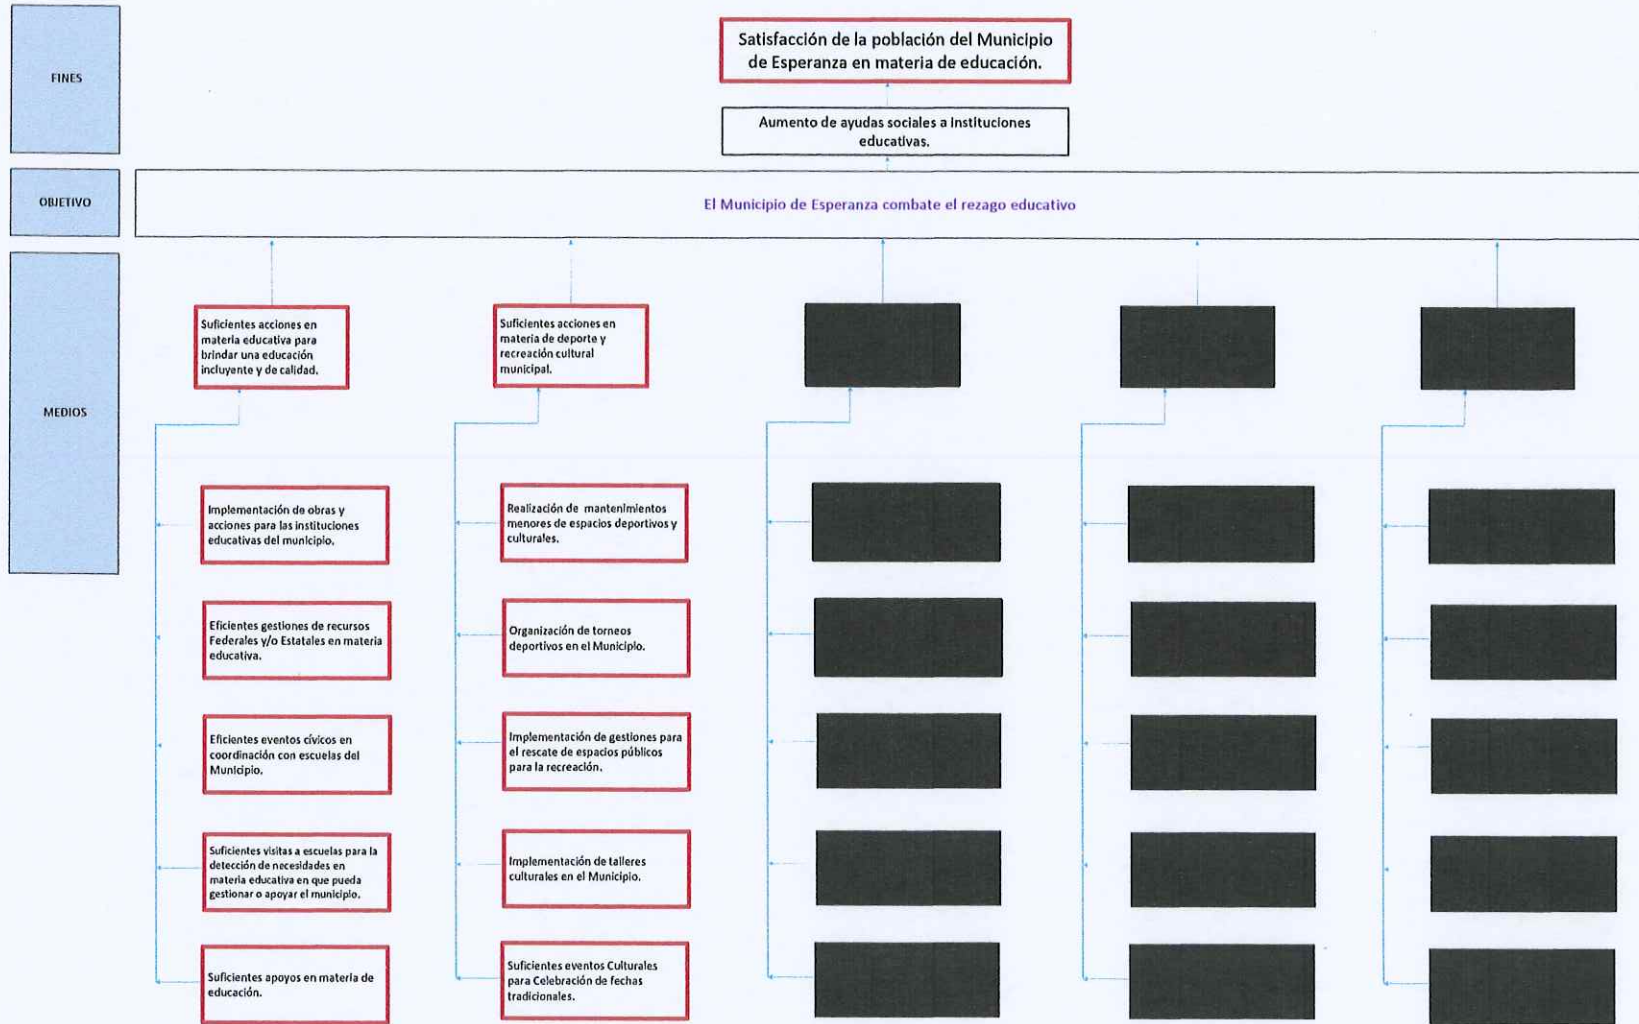 FINES
Satisfacción de la población del Municipio
de Esperanza en materia de educación.
Aumento de ayudas sociales a instituciones
educativas.
OBJETIVO
El Municipio de Esperanza combate el rezago educativo
MEDIOS
Suficientes acciones en
materia educativa para
brindar una educación
incluyente y de calidad.
Suficientes acciones en
materia de deporte y
recreación cultural
municipal.
Implementación de obras y
acciones para las instituciones
educativas del municipio.
Realización de mantenimientos
menores de espacios deportivos y
culturales.
Eficientes gestiones de recursos
Federales y/o Estatales en materia
educativa.
Organización de torneos
deportivos en el Municipio.
Eficientes eventos cívicos en
coordinación con escuelas del
Municipio.
Implementación de gestiones para
el rescate de espacios públicos
para la recreación.
Suficientes visitas a escuelas para la
detección de necesidades en
materia educativa en que pueda
gestionar o apoyar el municipio.
Implementación de talleres
culturales en el Municipio.
Suficientes apoyos en materia de
educación.
Suficientes eventos Culturales
para Celebración de fechas
tradicionales.